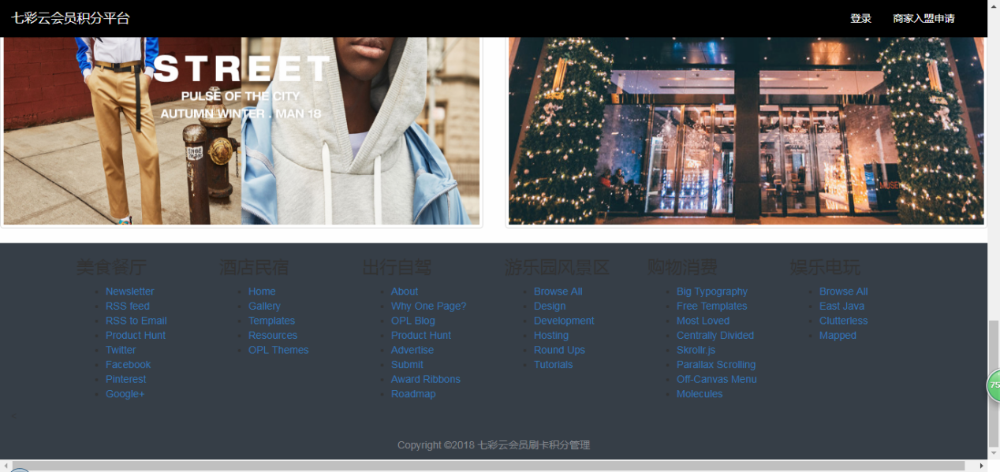 七彩云会员积分平台
登录 商家入盟申请
STREET
PULSE OF THE CITY
AUTUMN WINTER . MAN 18
美食餐厅
Newsletter
RSS feed
RSS to Email
Product Hunt
Twitter
Facebook
Pinterest
Google+
酒店民宿
Home
Gallery
Templates
Resources
OPL Themes
出行自驾
About
Why One Page?
OPL Blog
Product Hunt
Advertise
Submit
Award Ribbons
Roadmap
游乐园风景区
Browse All
Design
Development
Hosting
Round Ups
Tutorials
购物消费
Big Typography
Free Templates
Most Loved
Centrally Divided
Skrollr.js
Parallax Scrolling
Off-Canvas Menu
Molecules
娱乐电玩
Browse All
East Java
Clutterless
Mapped
75
Copyright ©2018 七彩云会员刷卡积分管理